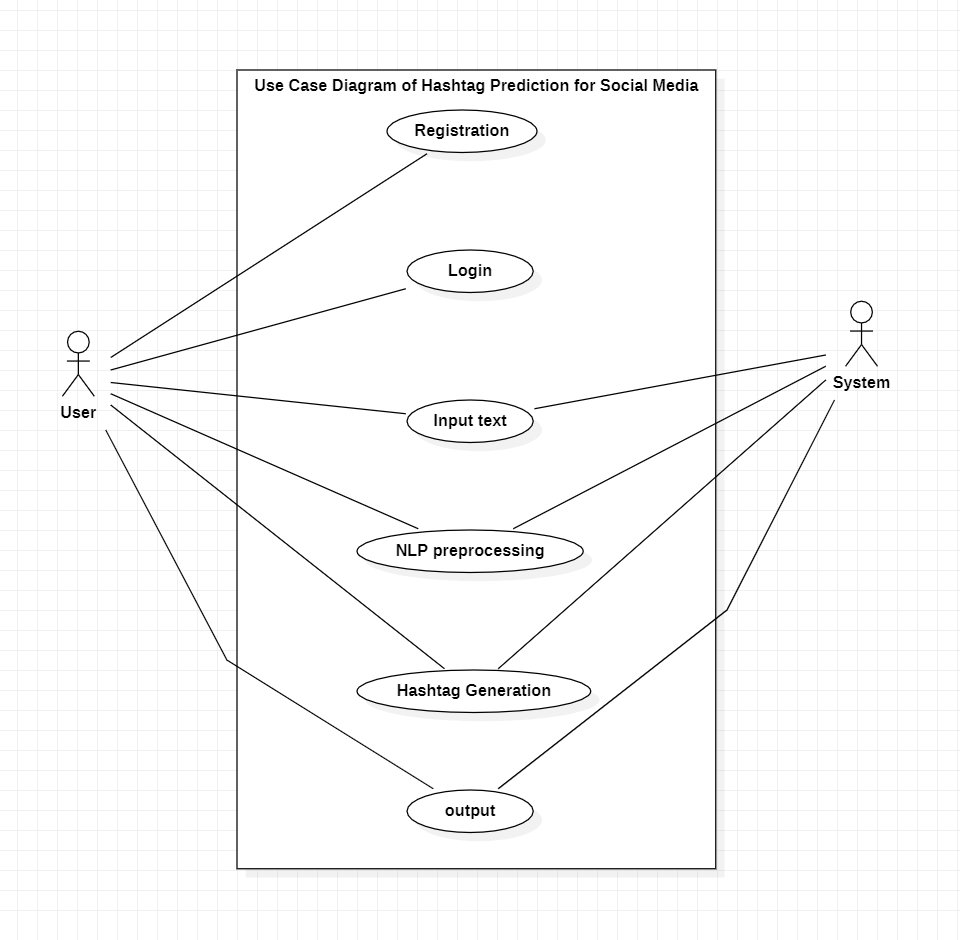 Use Case Diagram of Hashtag Prediction for Social Media
Registration
Login
User
System
Input text
NLP preprocessing
Hashtag Generation
output